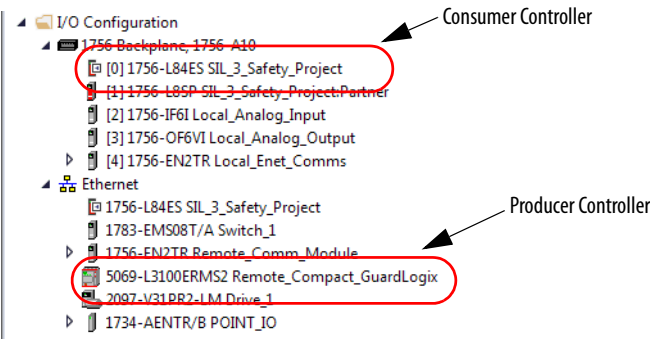 Consumer Controller
I/O Configuration
1756 Backplane, 1756-A10
[0] 1756-L84ES SIL_3_Safety_Project
[1] 1756-L8SP SIL_3_Safety_Project:Partner
[2] 1756-IF6I Local_Analog_Input
[3] 1756-OF6VI Local_Analog_Output
[4] 1756-EN2TR Local_Enet_Comms
Ethernet
1756-L84ES SIL_3_Safety_Project
Producer Controller
1783-EMS08T/A Switch_1
1756-EN2TR Remote_Comm_Module
5069-L3100ERMS2 Remote_Compact_GuardLogix
2097-V31PR2-LM Drive_1
1734-AENTR/B POINT_IO